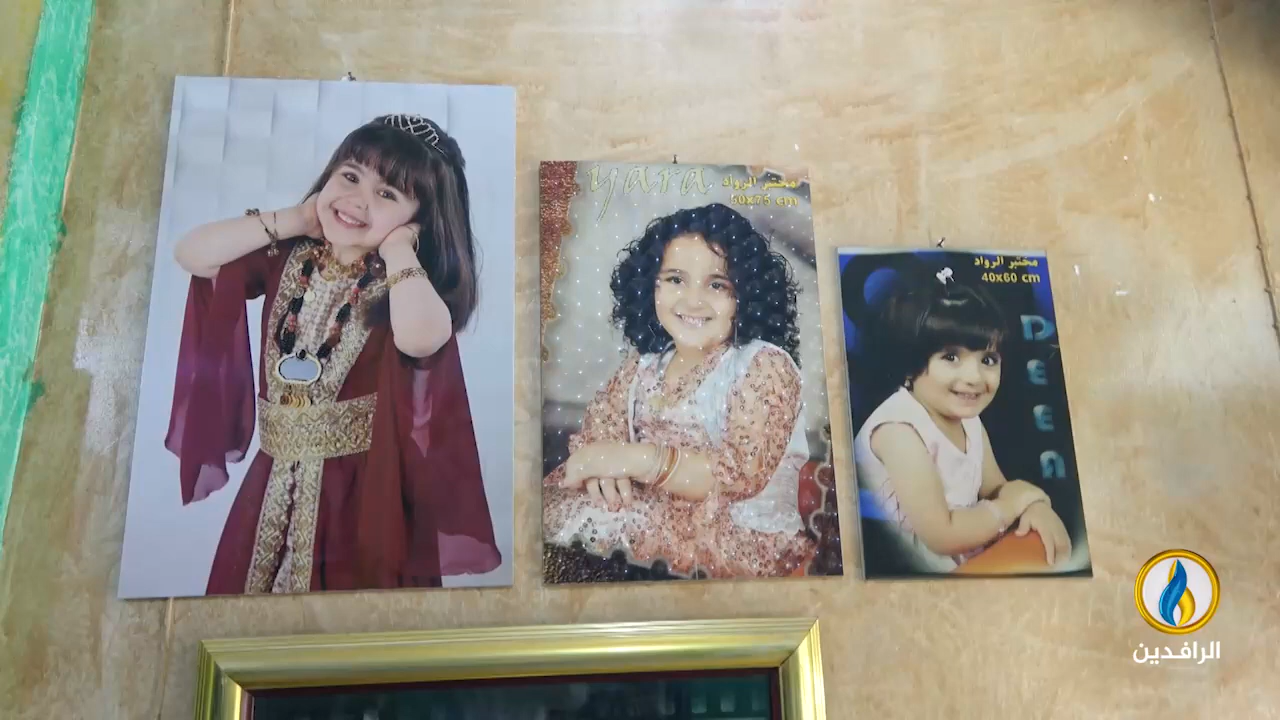 yara
مختبر الرواد
50x75 cm
مختبر الرواد
40x60 cm
Deen
الرافدين